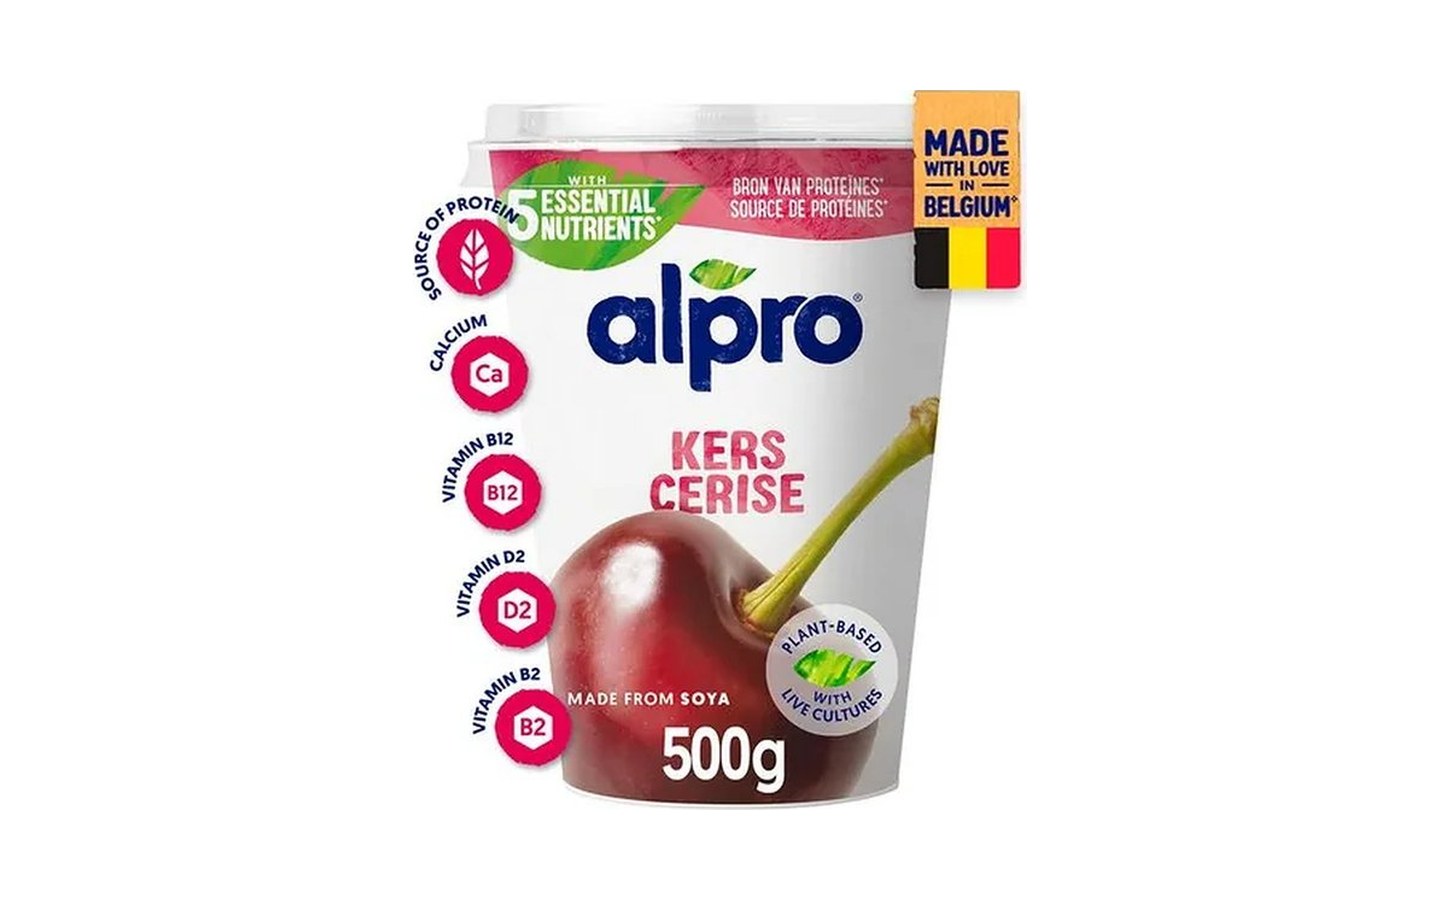 WITH
5 ESSENTIAL
NUTRIENTS*
BRON VAN PROTEÏNES*
SOURCE DE PROTÉINES*
MADE
WITH LOVE
IN
BELGIUM*
SOURCE OF PROTEIN
CALCIUM
Ca
VITAMIN B12
B12
VITAMIN D2
D2
VITAMIN B2
B2
alpro®
KERS
CERISE
PLANT-BASED
WITH
LIVE CULTURES
MADE FROM SOYA
500g